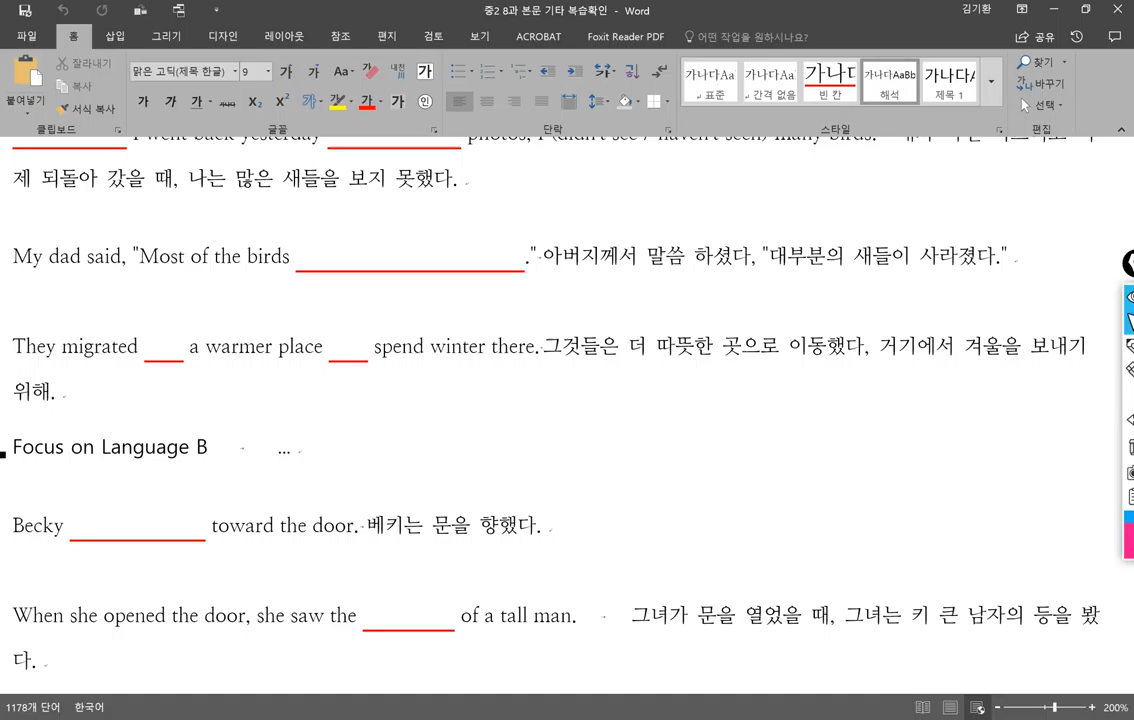 중2 8과 본문 기타 복습확인 - Word
김기환
파일 홈 삽입 그리기 디자인 레이아웃 참조 편지 검토 보기 ACROBAT Foxit Reader PDF 어떤 작업을 원하시나요? 공유
붙여넣기 잘라내기 복사 서식 복사
맑은 고딕(제목 한글) 9
가나다Aa 가나다Aa 가나다 가나다AaBb 가나다A
표준 간격 없음 빈 칸 해석 제목 1
찾기 바꾸기 선택
클립보드 글꼴 단락 스타일 편집
I went back yesterday photos, I (didn't see / haven't seen) many birds.
제 되돌아 갔을 때, 나는 많은 새들을 보지 못했다.
My dad said, "Most of the birds ." 아버지께서 말씀 하셨다, "대부분의 새들이 사라졌다."
They migrated a warmer place spend winter there. 그것들은 더 따뜻한 곳으로 이동했다, 거기에서 겨울을 보내기
위해.
Focus on Language B ...
Becky toward the door. 베키는 문을 향했다.
When she opened the door, she saw the of a tall man. 그녀가 문을 열었을 때, 그녀는 키 큰 남자의 등을 봤
다.
1178개 단어 한국어 200%